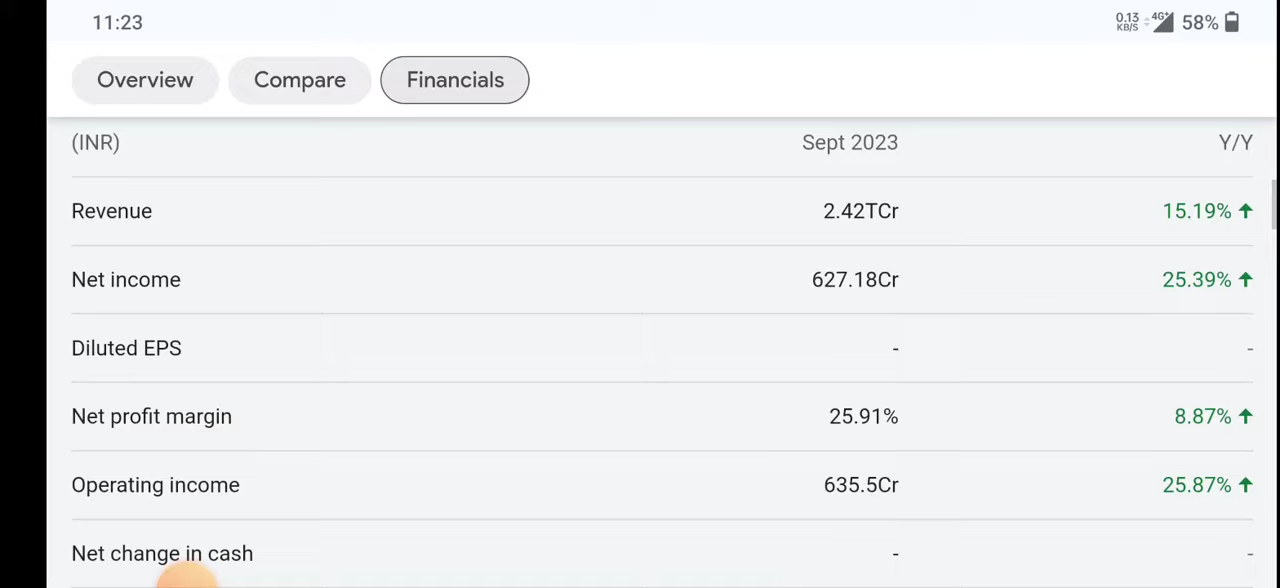 11:23 0.13 KB/S 4G+ 58%
Overview Compare Financials
(INR) Sept 2023 Y/Y
Revenue 2.42TCr 15.19% ↑
Net income 627.18Cr 25.39% ↑
Diluted EPS - -
Net profit margin 25.91% 8.87% ↑
Operating income 635.5Cr 25.87% ↑
Net change in cash - -